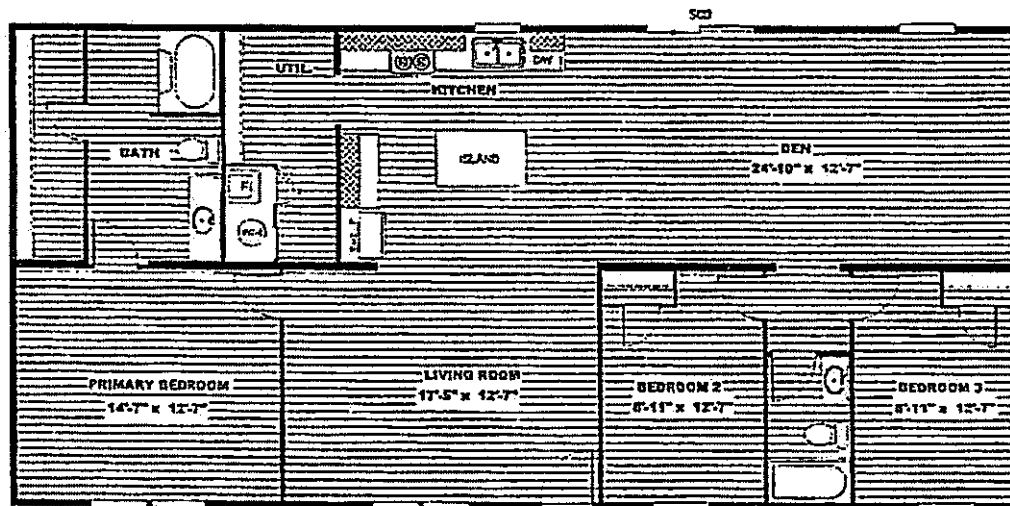 SGD
UTIL.
KITCHEN
BATH
ISLAND
DEN
24'-10" x 12'-7"
PRIMARY BEDROOM
14'-7" x 12'-7"
LIVING ROOM
17'-5" x 12'-7"
BEDROOM 2
8'-11" x 12'-7"
BEDROOM 3
8'-11" x 12'-7"